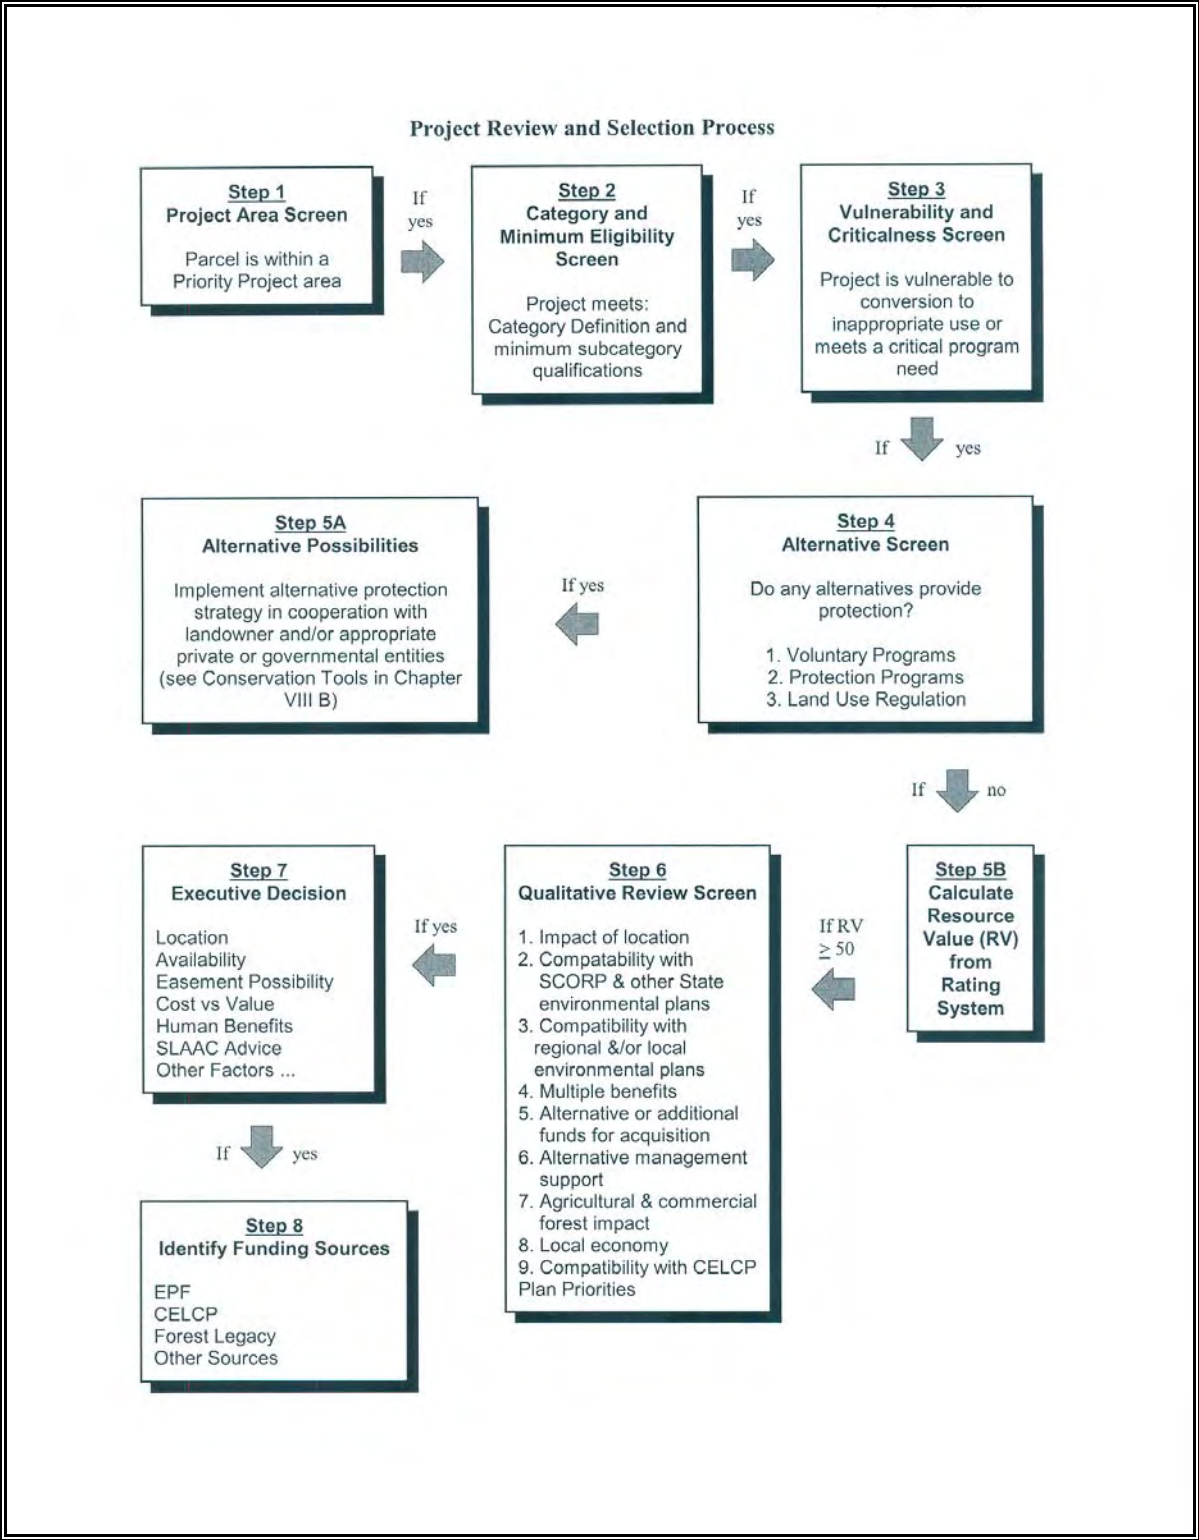 Project Review and Selection Process
Step 1
Project Area Screen
Parcel is within a
Priority Project area
If
yes
Step 2
Category and
Minimum Eligibility
Screen
Project meets:
Category Definition and
minimum subcategory
qualifications
If
yes
Step 3
Vulnerability and
Criticalness Screen
Project is vulnerable to
conversion to
inappropriate use or
meets a critical program
need
If yes
Step 4
Alternative Screen
Do any alternatives provide
protection?
1. Voluntary Programs
2. Protection Programs
3. Land Use Regulation
If yes
Step 5A
Alternative Possibilities
Implement alternative protection
strategy in cooperation with
landowner and/or appropriate
private or governmental entities
(see Conservation Tools in Chapter
VIII B)
If no
Step 5B
Calculate
Resource
Value (RV)
from
Rating
System
If RV
≥ 50
Step 6
Qualitative Review Screen
1. Impact of location
2. Compatability with
SCORP & other State
environmental plans
3. Compatibility with
regional &/or local
environmental plans
4. Multiple benefits
5. Alternative or additional
funds for acquisition
6. Alternative management
support
7. Agricultural & commercial
forest impact
8. Local economy
9. Compatibility with CELCP
Plan Priorities
If yes
Step 7
Executive Decision
Location
Availability
Easement Possibility
Cost vs Value
Human Benefits
SLAAC Advice
Other Factors ...
If yes
Step 8
Identify Funding Sources
EPF
CELCP
Forest Legacy
Other Sources